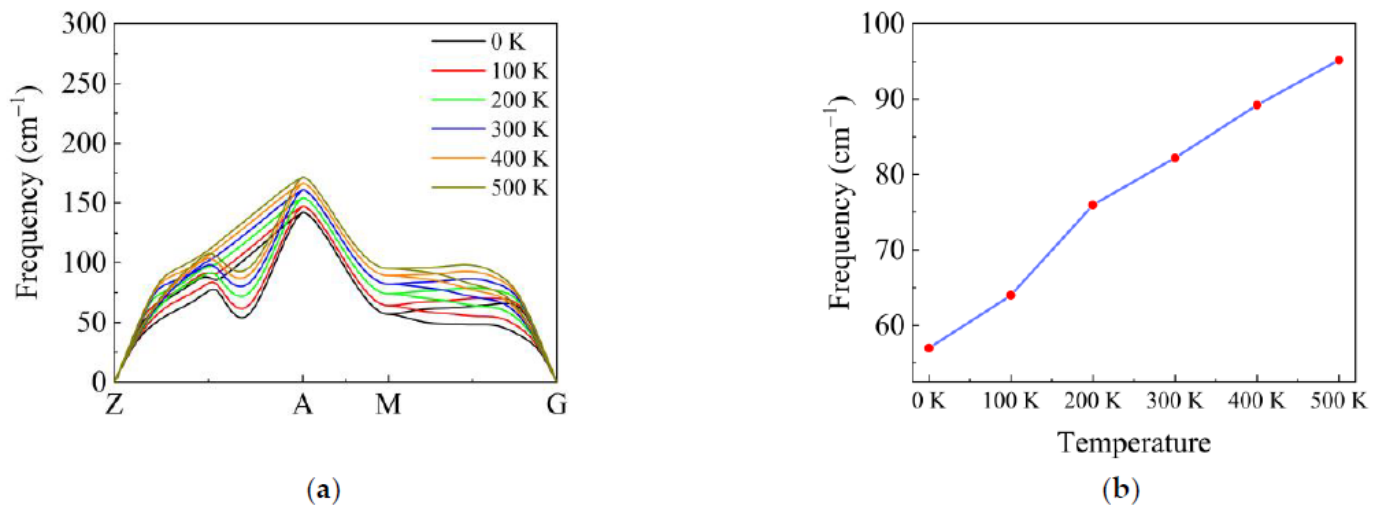 300
250
200
150
100
50
0
Frequency (cm⁻¹)
0 K
100 K
200 K
300 K
400 K
500 K
Z A M G
(a)
100
90
80
70
60
Frequency (cm⁻¹)
0 K 100 K 200 K 300 K 400 K 500 K
Temperature
(b)